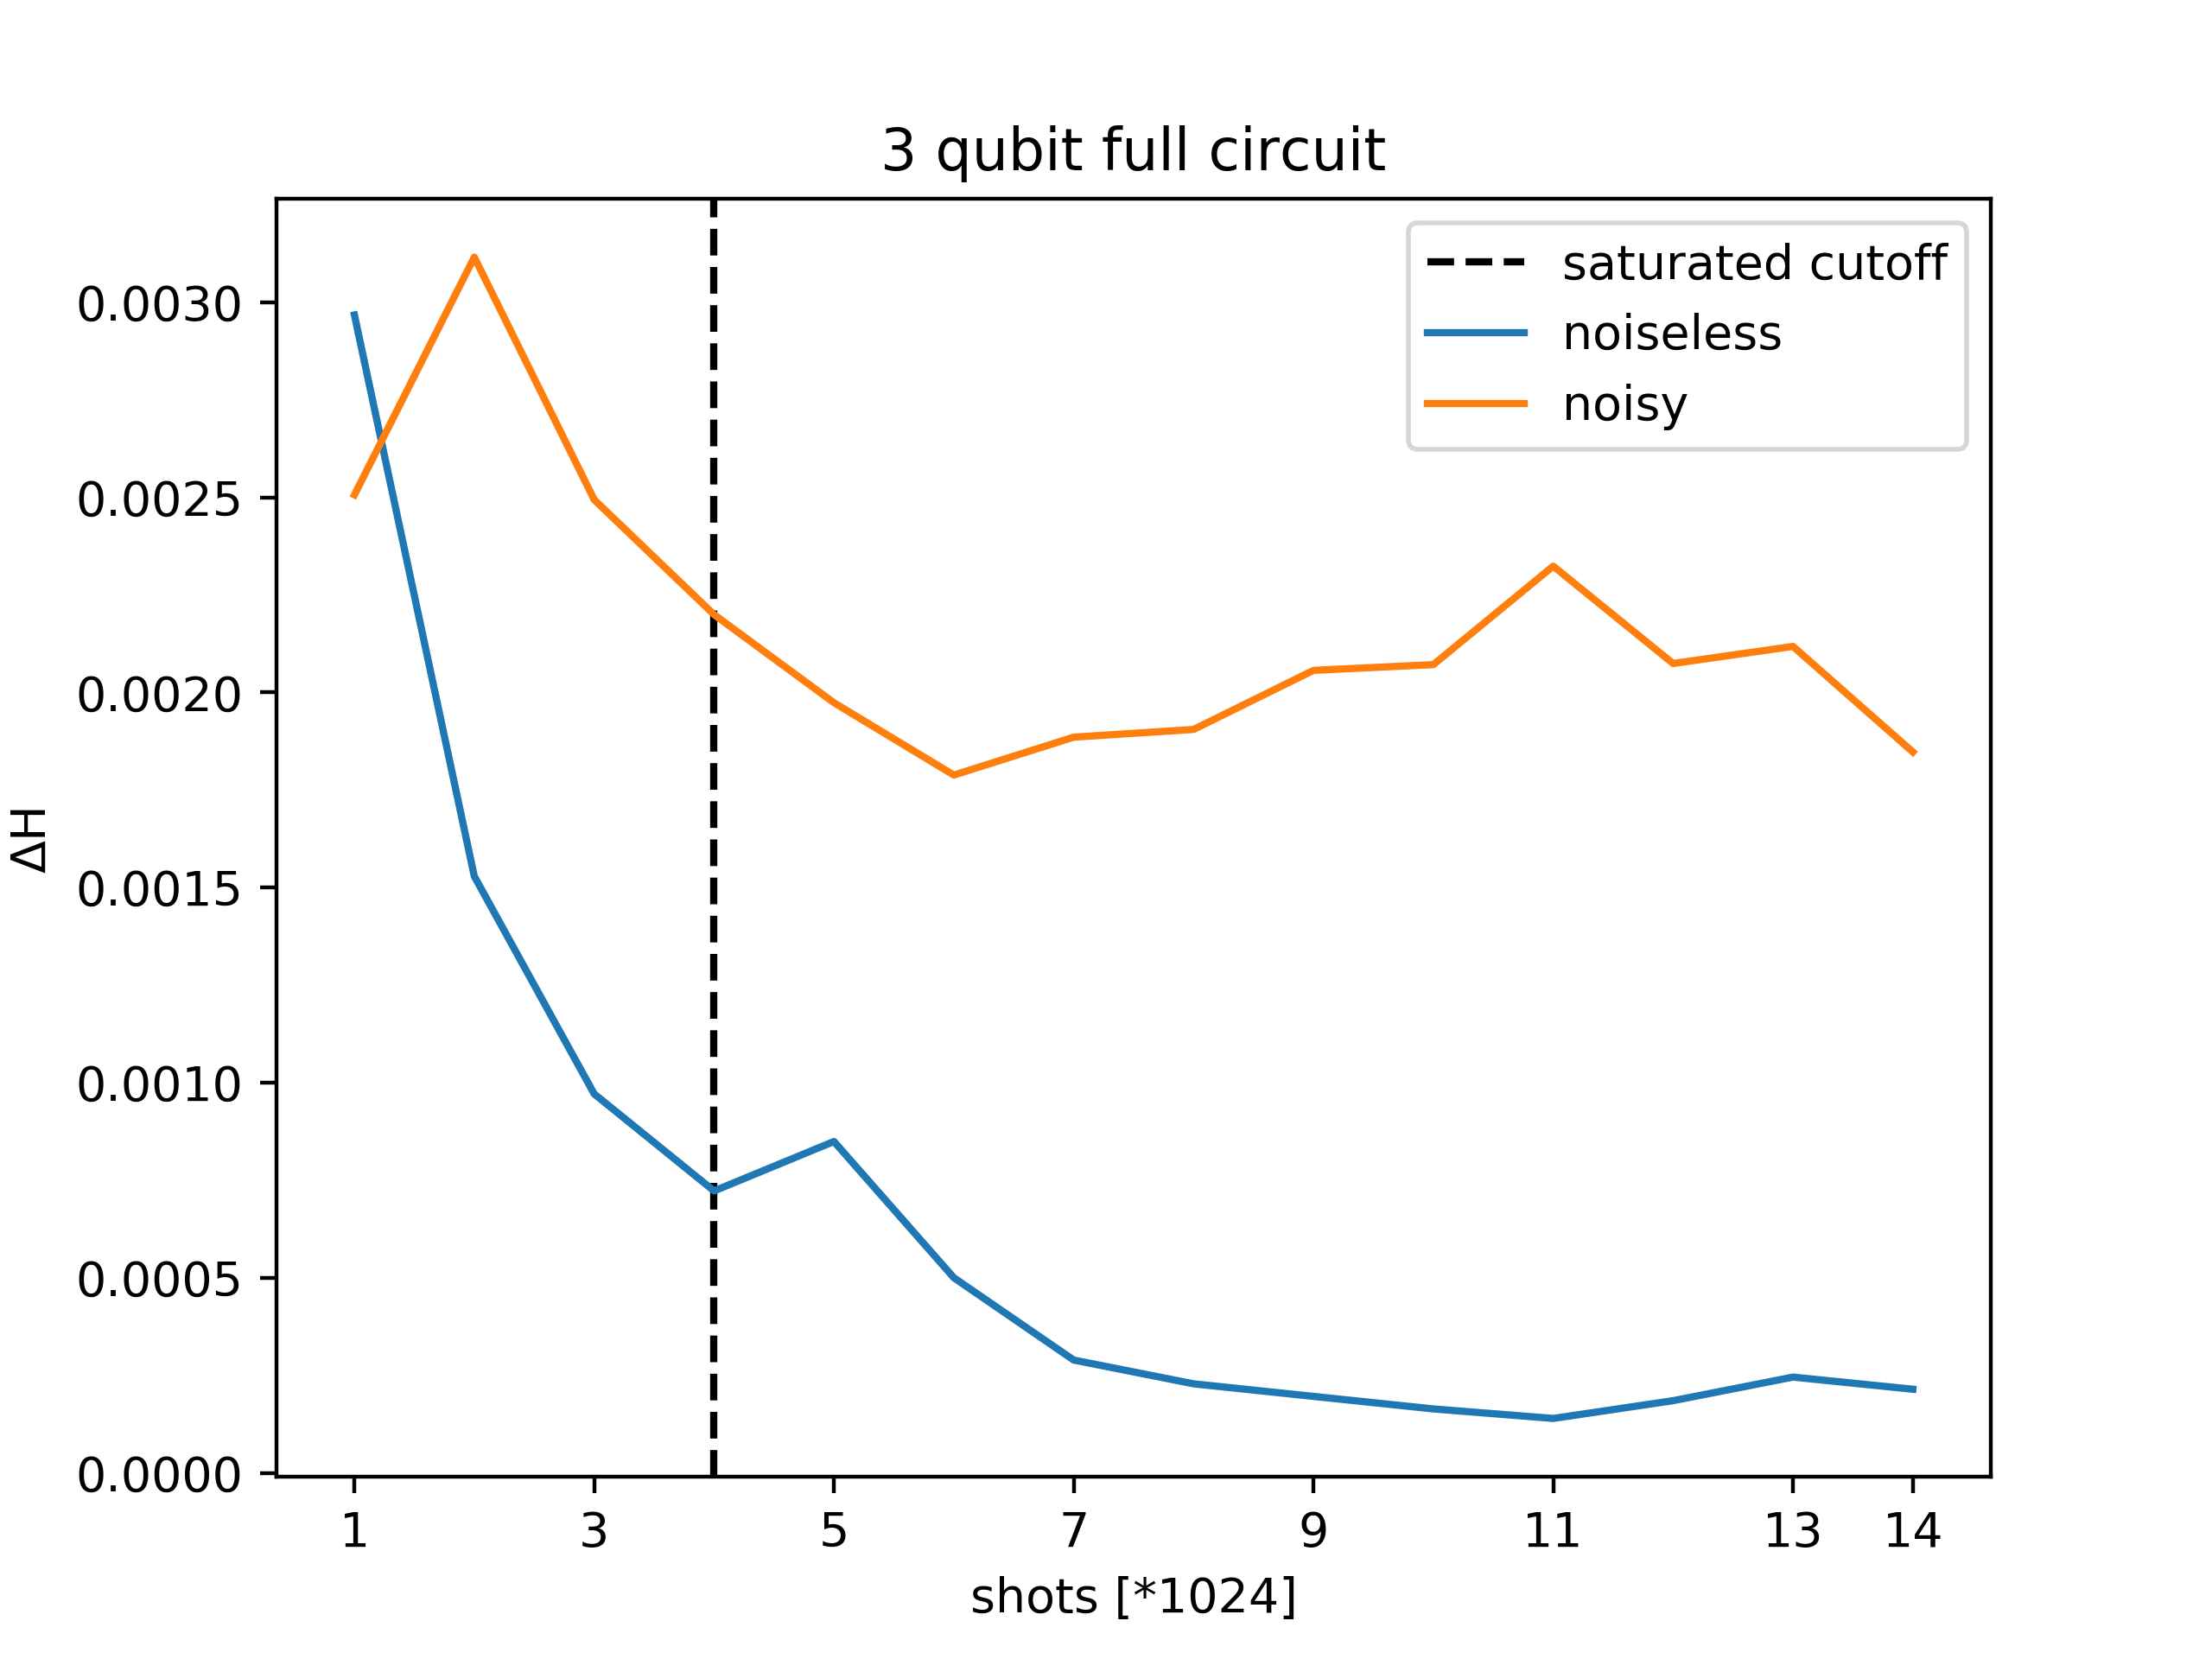 3 qubit full circuit
saturated cutoff
noiseless
noisy
0.0030
0.0025
0.0020
0.0015
0.0010
0.0005
0.0000
ΔH
1 3 5 7 9 11 13 14
shots [*1024]